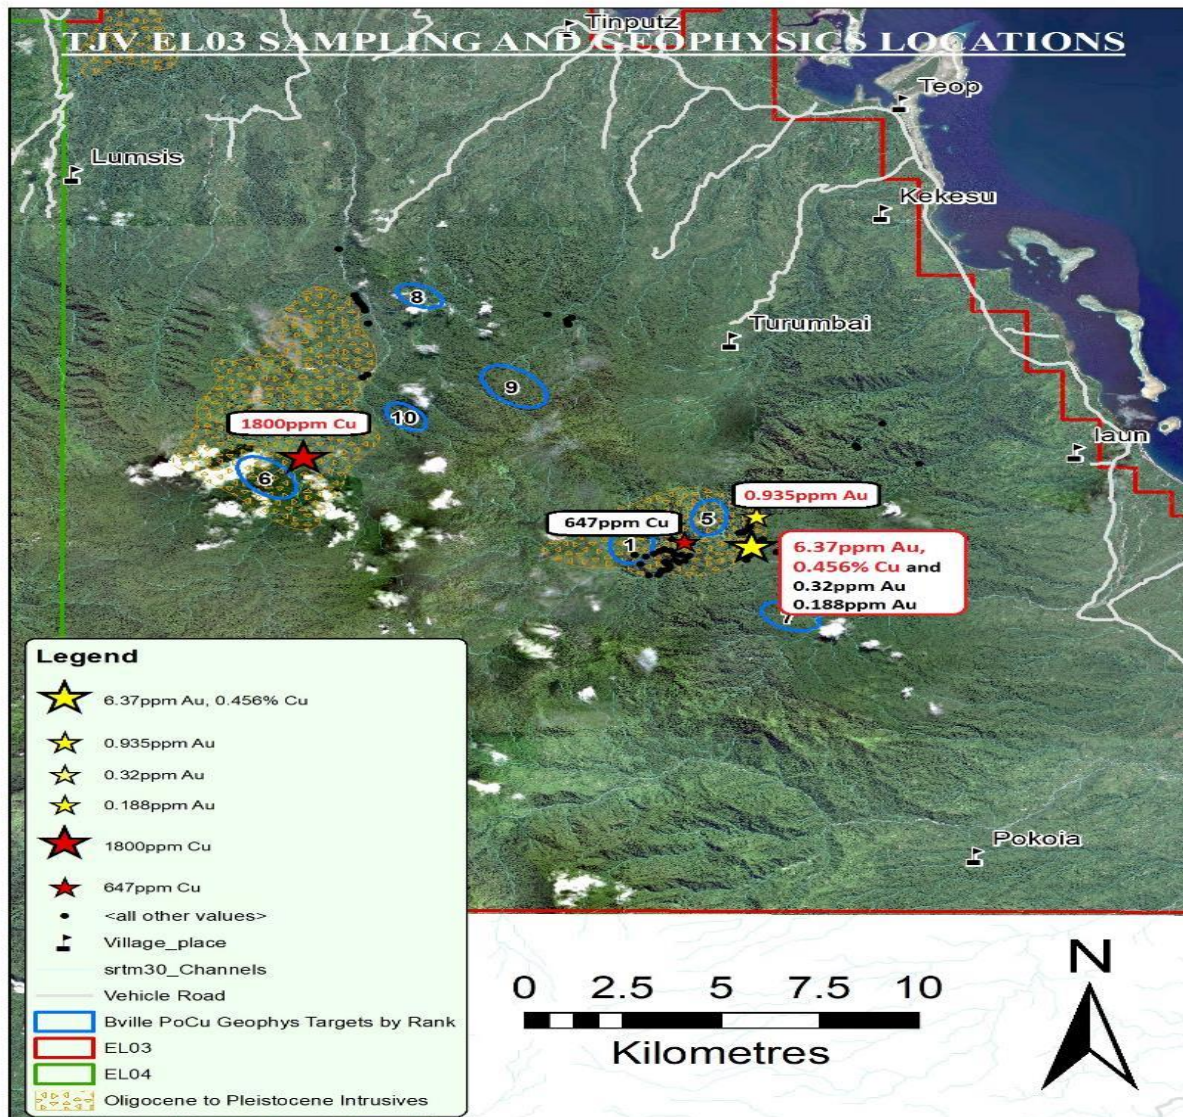 TJV EL03 SAMPLING AND GEOPHYSICS LOCATIONS
Tinputz
Teop
Lumsis
Kekesu
8
Turumbai
9
10
1800ppm Cu
Iaun
6
0.935ppm Au
5
647ppm Cu
1
6.37ppm Au,
0.456% Cu and
0.32ppm Au
0.188ppm Au
7
Legend
6.37ppm Au, 0.456% Cu
0.935ppm Au
0.32ppm Au
0.188ppm Au
1800ppm Cu
647ppm Cu
<all other values>
Village_place
srtm30_Channels
Vehicle Road
Bville PoCu Geophys Targets by Rank
EL03
EL04
Oligocene to Pleistocene Intrusives
Pokoia
0 2.5 5 7.5 10
Kilometres
N